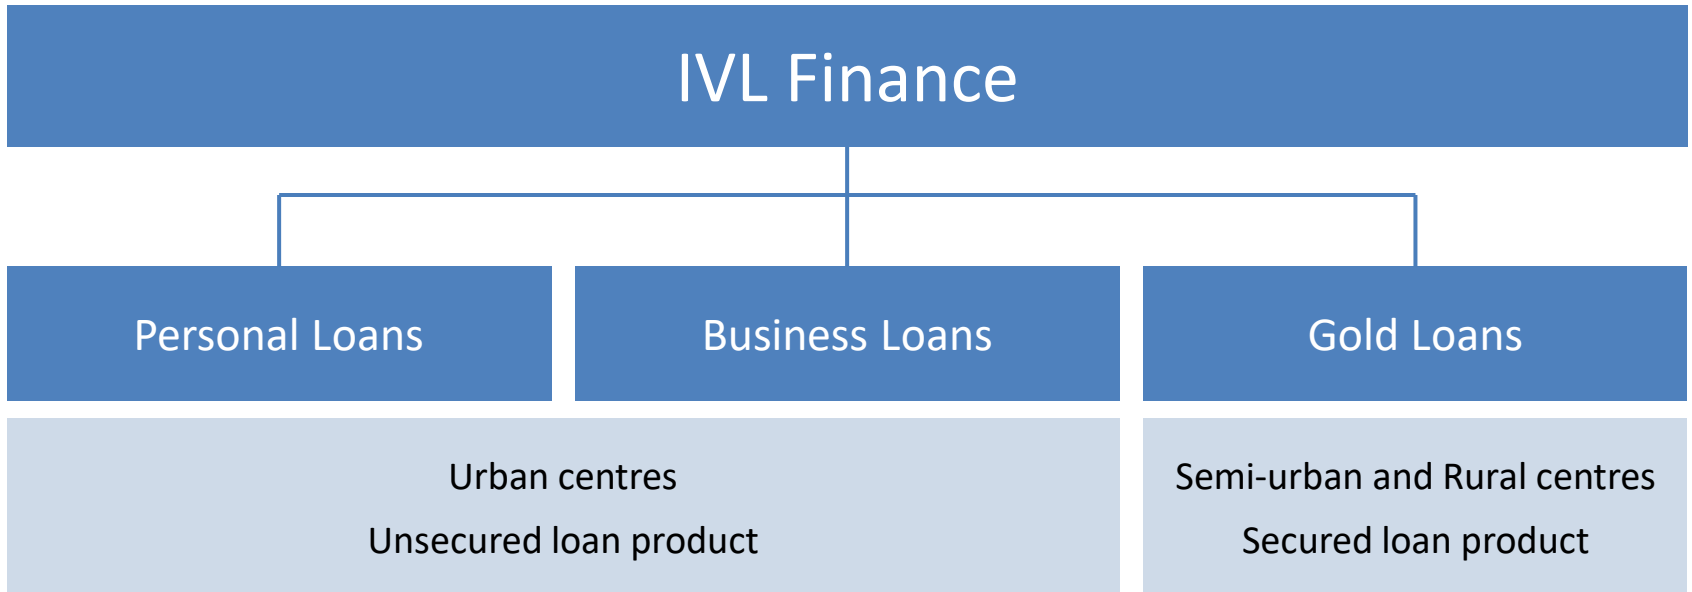 IVL Finance
Personal Loans
Business Loans
Gold Loans
Urban centres
Unsecured loan product
Semi-urban and Rural centres
Secured loan product